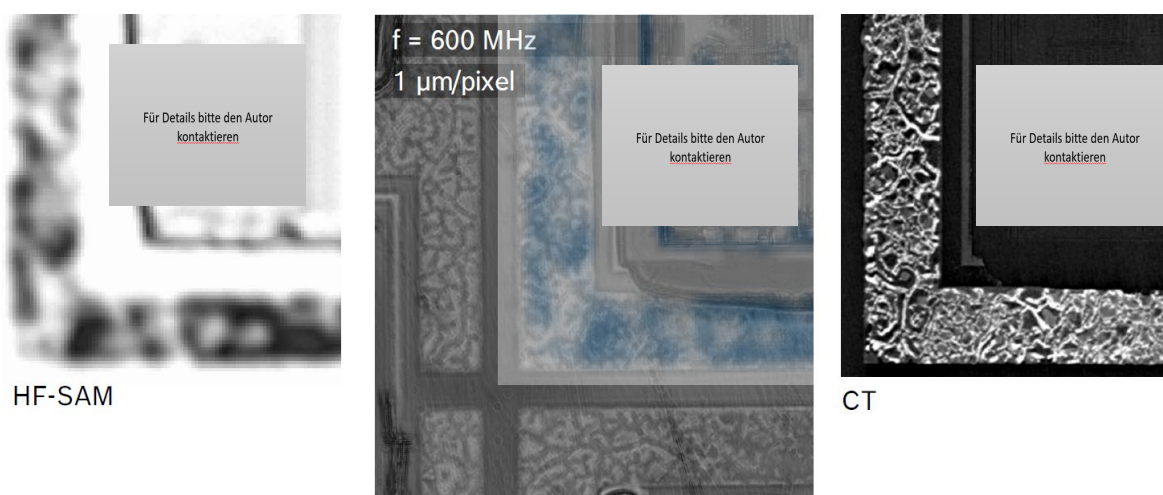 Für Details bitte den Autor
kontaktieren
HF-SAM
f = 600 MHz
1 µm/pixel
Für Details bitte den Autor
kontaktieren
Für Details bitte den Autor
kontaktieren
CT